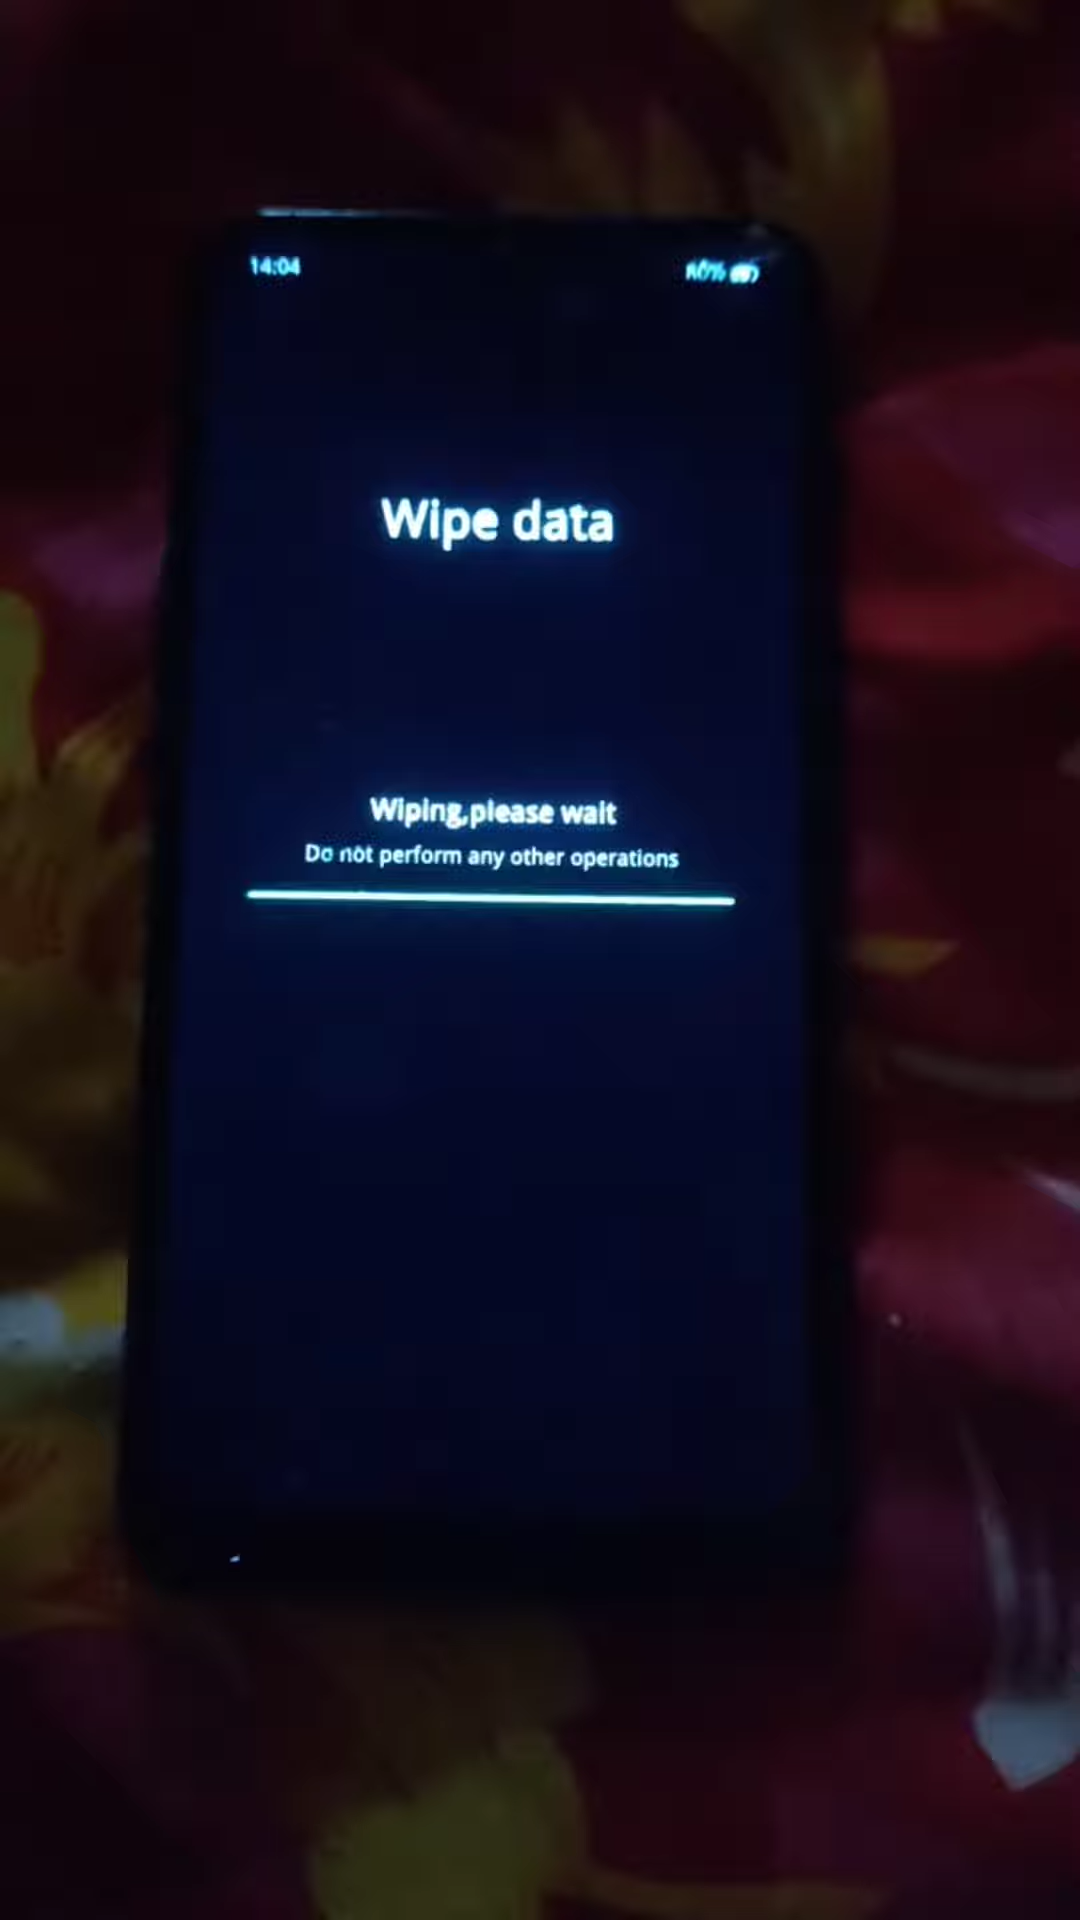 14:04
Wipe data
Wiping,please wait
Do not perform any other operations